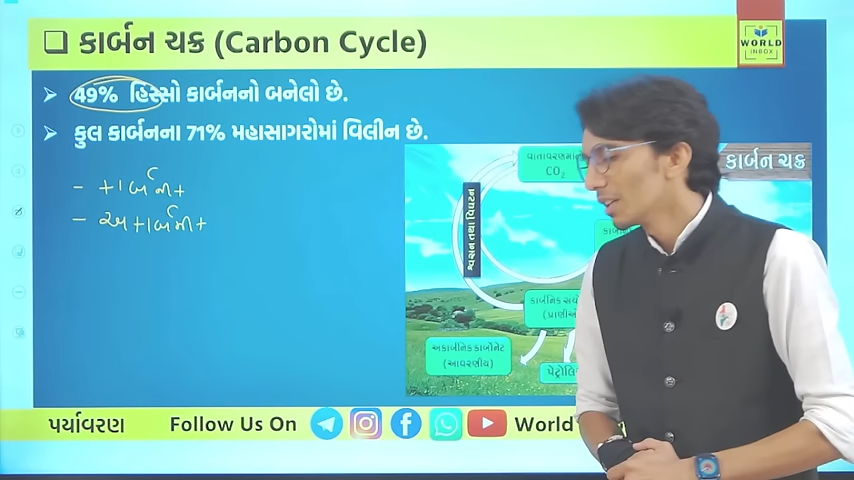 ❑ કાર્બન ચક્ર (Carbon Cycle)
WORLD
INBOX
➤ 49% હિસ્સો કાર્બનનો બનેલો છે.
➤ કુલ કાર્બનના 71% મહાસાગરોમાં વિલીન છે.
- કાર્બનિક
- અકાર્બનિક
કાર્બન ચક્ર
CO₂
શ્વસન તથા વિઘટન
અકાર્બનિક કાર્બોનેટ
(આવરણીય)
પર્યાવરણ
Follow Us On
World